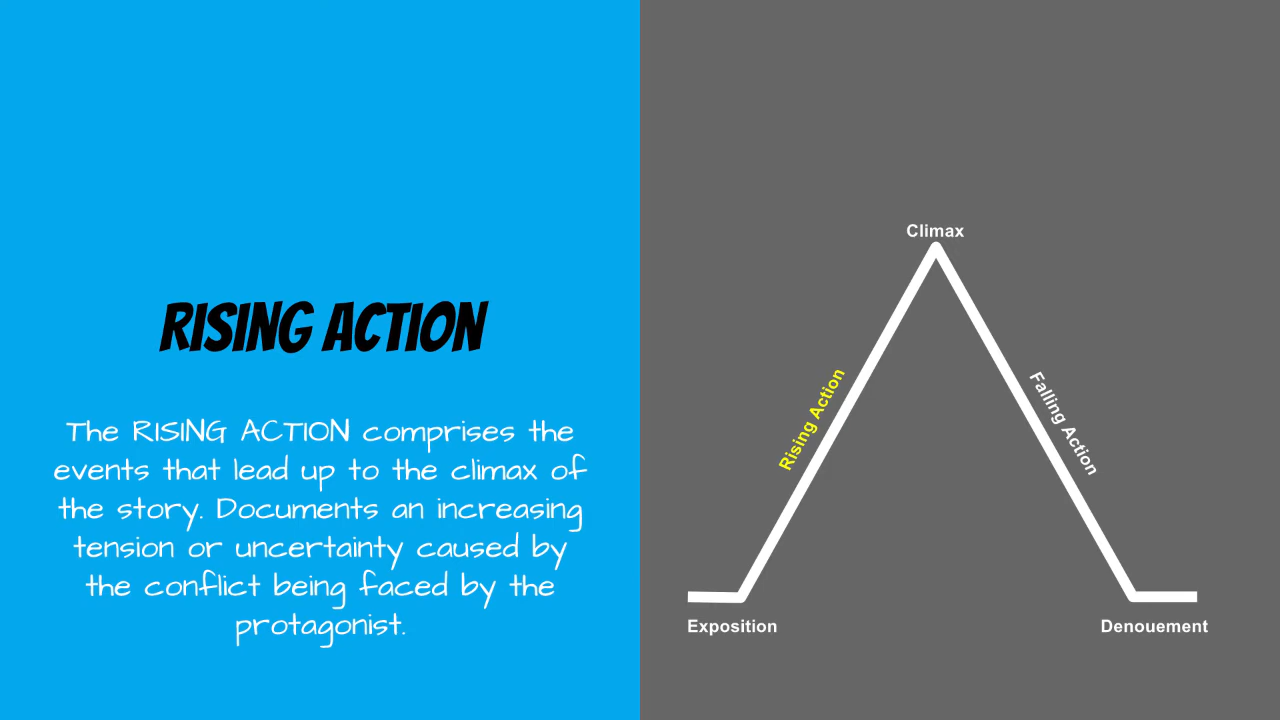 RISING ACTION
The RISING ACTION comprises the
events that lead up to the climax of
the story. Documents an increasing
tension or uncertainty caused by
the conflict being faced by the
protagonist.
Climax
Rising Action
Falling Action
Exposition
Denouement